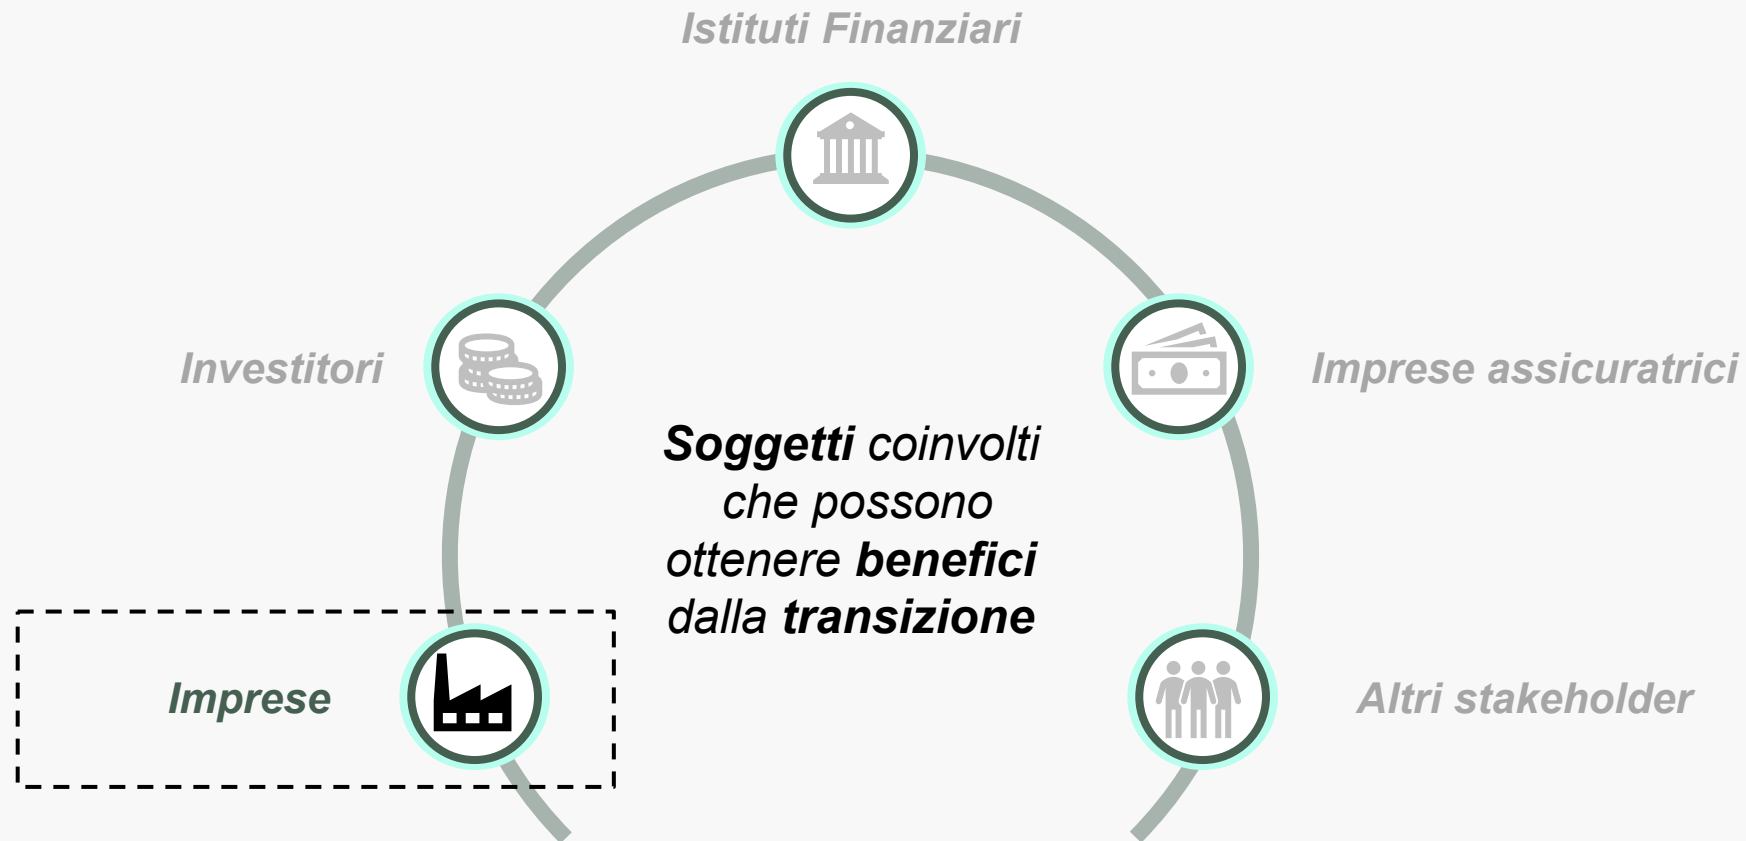 Istituti Finanziari
Investitori
Imprese assicuratrici
Soggetti coinvolti
che possono
ottenere benefici
dalla transizione
Imprese
Altri stakeholder